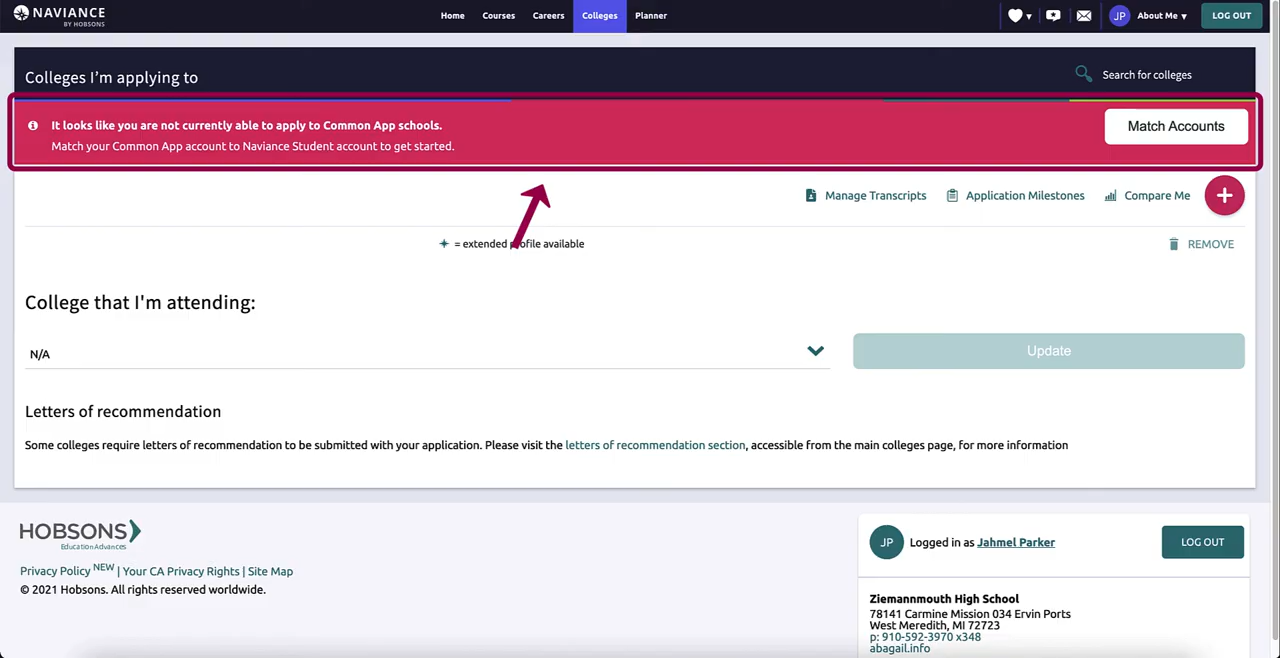 NAVIANCE
BY HOBSONS
Home Courses Careers Colleges Planner
JP About Me LOG OUT
Colleges I'm applying to
Search for colleges
It looks like you are not currently able to apply to Common App schools.
Match your Common App account to Naviance Student account to get started.
Match Accounts
Manage Transcripts Application Milestones Compare Me +
= extended profile available
REMOVE
College that I'm attending:
N/A
Update
Letters of recommendation
Some colleges require letters of recommendation to be submitted with your application. Please visit the letters of recommendation section, accessible from the main colleges page, for more information
HOBSONS
Education Advances
Privacy Policy NEW | Your CA Privacy Rights | Site Map
© 2021 Hobsons. All rights reserved worldwide.
JP Logged in as Jahmel Parker
LOG OUT
Ziemannmouth High School
78141 Carmine Mission 034 Ervin Ports
West Meredith, MI 72723
p: 910-592-3970 x348
abagail.info